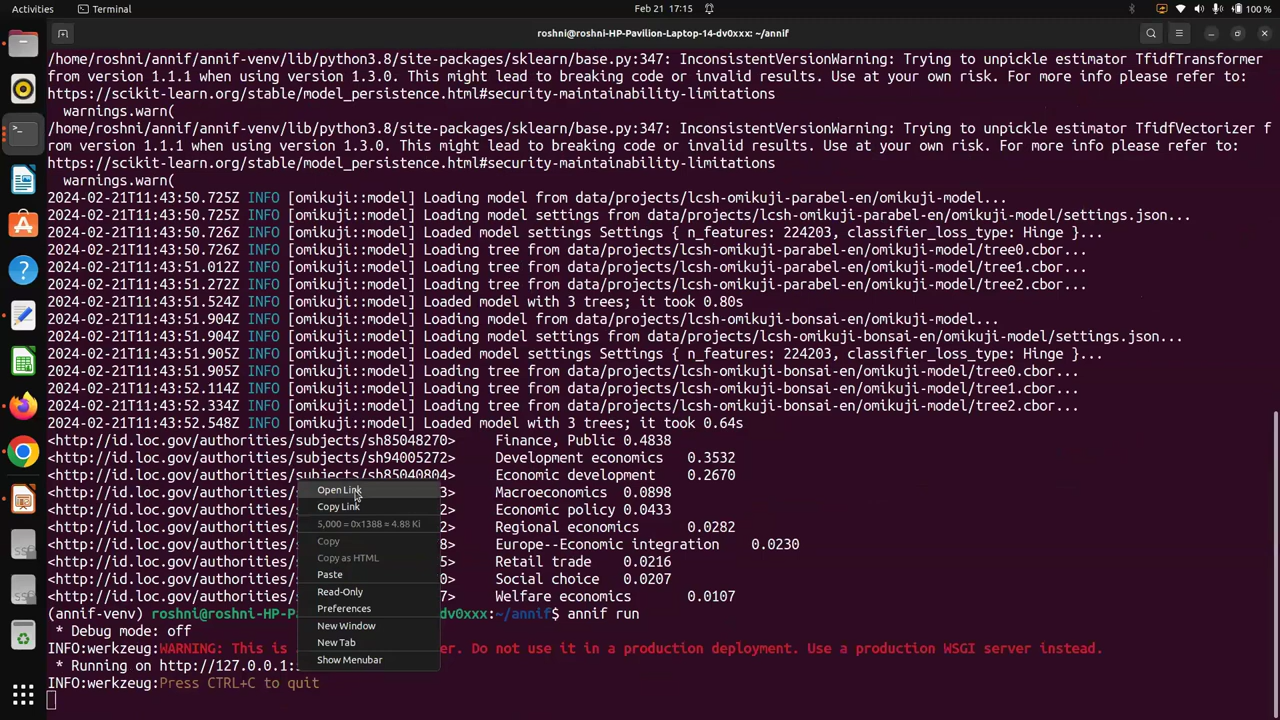 Activities
Terminal
Feb 21 17:15
100 %
roshni@roshni-HP-Pavilion-Laptop-14-dv0xxx: ~/annif
/home/roshni/annif/annif-venv/lib/python3.8/site-packages/sklearn/base.py:347: InconsistentVersionWarning: Trying to unpickle estimator TfidfTransformer
from version 1.1.1 when using version 1.3.0. This might lead to breaking code or invalid results. Use at your own risk. For more info please refer to:
https://scikit-learn.org/stable/model_persistence.html#security-maintainability-limitations
warnings.warn(
/home/roshni/annif/annif-venv/lib/python3.8/site-packages/sklearn/base.py:347: InconsistentVersionWarning: Trying to unpickle estimator TfidfVectorizer f
rom version 1.1.1 when using version 1.3.0. This might lead to breaking code or invalid results. Use at your own risk. For more info please refer to:
https://scikit-learn.org/stable/model_persistence.html#security-maintainability-limitations
warnings.warn(
2024-02-21T11:43:50.725Z INFO [omikuji::model] Loading model from data/projects/lcsh-omikuji-parabel-en/omikuji-model...
2024-02-21T11:43:50.725Z INFO [omikuji::model] Loading model settings from data/projects/lcsh-omikuji-parabel-en/omikuji-model/settings.json...
2024-02-21T11:43:50.726Z INFO [omikuji::model] Loaded model settings Settings { n_features: 224203, classifier_loss_type: Hinge }...
2024-02-21T11:43:50.726Z INFO [omikuji::model] Loading tree from data/projects/lcsh-omikuji-parabel-en/omikuji-model/tree0.cbor...
2024-02-21T11:43:51.012Z INFO [omikuji::model] Loading tree from data/projects/lcsh-omikuji-parabel-en/omikuji-model/tree1.cbor...
2024-02-21T11:43:51.272Z INFO [omikuji::model] Loading tree from data/projects/lcsh-omikuji-parabel-en/omikuji-model/tree2.cbor...
2024-02-21T11:43:51.524Z INFO [omikuji::model] Loaded model with 3 trees; it took 0.80s
2024-02-21T11:43:51.904Z INFO [omikuji::model] Loading model from data/projects/lcsh-omikuji-bonsai-en/omikuji-model...
2024-02-21T11:43:51.904Z INFO [omikuji::model] Loading model settings from data/projects/lcsh-omikuji-bonsai-en/omikuji-model/settings.json...
2024-02-21T11:43:51.905Z INFO [omikuji::model] Loaded model settings Settings { n_features: 224203, classifier_loss_type: Hinge }...
2024-02-21T11:43:51.905Z INFO [omikuji::model] Loading tree from data/projects/lcsh-omikuji-bonsai-en/omikuji-model/tree0.cbor...
2024-02-21T11:43:52.114Z INFO [omikuji::model] Loading tree from data/projects/lcsh-omikuji-bonsai-en/omikuji-model/tree1.cbor...
2024-02-21T11:43:52.334Z INFO [omikuji::model] Loading tree from data/projects/lcsh-omikuji-bonsai-en/omikuji-model/tree2.cbor...
2024-02-21T11:43:52.548Z INFO [omikuji::model] Loaded model with 3 trees; it took 0.64s
<http://id.loc.gov/authorities/subjects/sh85048270> Finance, Public 0.4838
<http://id.loc.gov/authorities/subjects/sh94005272> Development economics 0.3532
<http://id.loc.gov/authorities/subjects/sh85040804> Economic development 0.2670
<http://id.loc.gov/authorities/ 3> Macroeconomics 0.0898
<http://id.loc.gov/authorities/ 2> Economic policy 0.0433
<http://id.loc.gov/authorities/ 2> Regional economics 0.0282
<http://id.loc.gov/authorities/ 8> Europe--Economic integration 0.0230
<http://id.loc.gov/authorities/ 5> Retail trade 0.0216
<http://id.loc.gov/authorities/ 0> Social choice 0.0207
<http://id.loc.gov/authorities/ 7> Welfare economics 0.0107
(annif-venv) roshni@roshni-HP-Pa dv0xxx:~/annif$ annif run
* Debug mode: off
INFO:werkzeug:WARNING: This is er. Do not use it in a production deployment. Use a production WSGI server instead.
* Running on http://127.0.0.1:
INFO:werkzeug:Press CTRL+C to quit
Open Link
Copy Link
5,000 = 0x1388 ≈ 4.88 Ki
Copy
Copy as HTML
Paste
Read-Only
Preferences
New Window
New Tab
Show Menubar